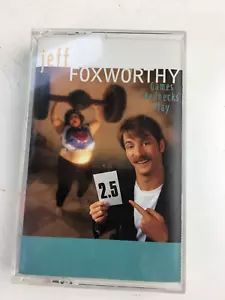 jeff
FOXWORTHY
Games
Rednecks
Play
2.5